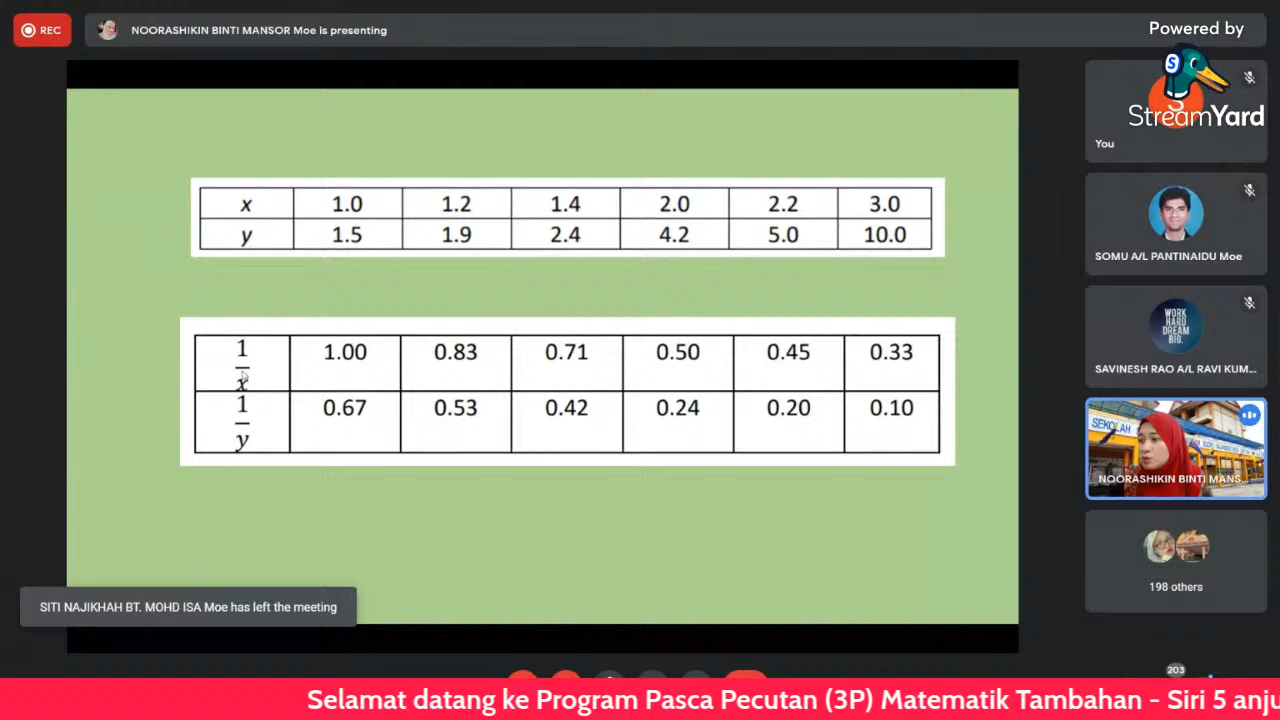 REC
NOORASHIKIN BINTI MANSOR Moe is presenting
Powered by
StreamYard
You
x 1.0 1.2 1.4 2.0 2.2 3.0
y 1.5 1.9 2.4 4.2 5.0 10.0
1/x 1.00 0.83 0.71 0.50 0.45 0.33
1/y 0.67 0.53 0.42 0.24 0.20 0.10
SOMU A/L PANTINAIDU Moe
WORK
HARD
DREAM
BIG.
SAVINESH RAO A/L RAVI KUM...
SEKOLAH
NOORASHIKIN BINTI MANS...
198 others
SITI NAJIKHAH BT. MOHD ISA Moe has left the meeting
203
Selamat datang ke Program Pasca Pecutan (3P) Matematik Tambahan - Siri 5 anju